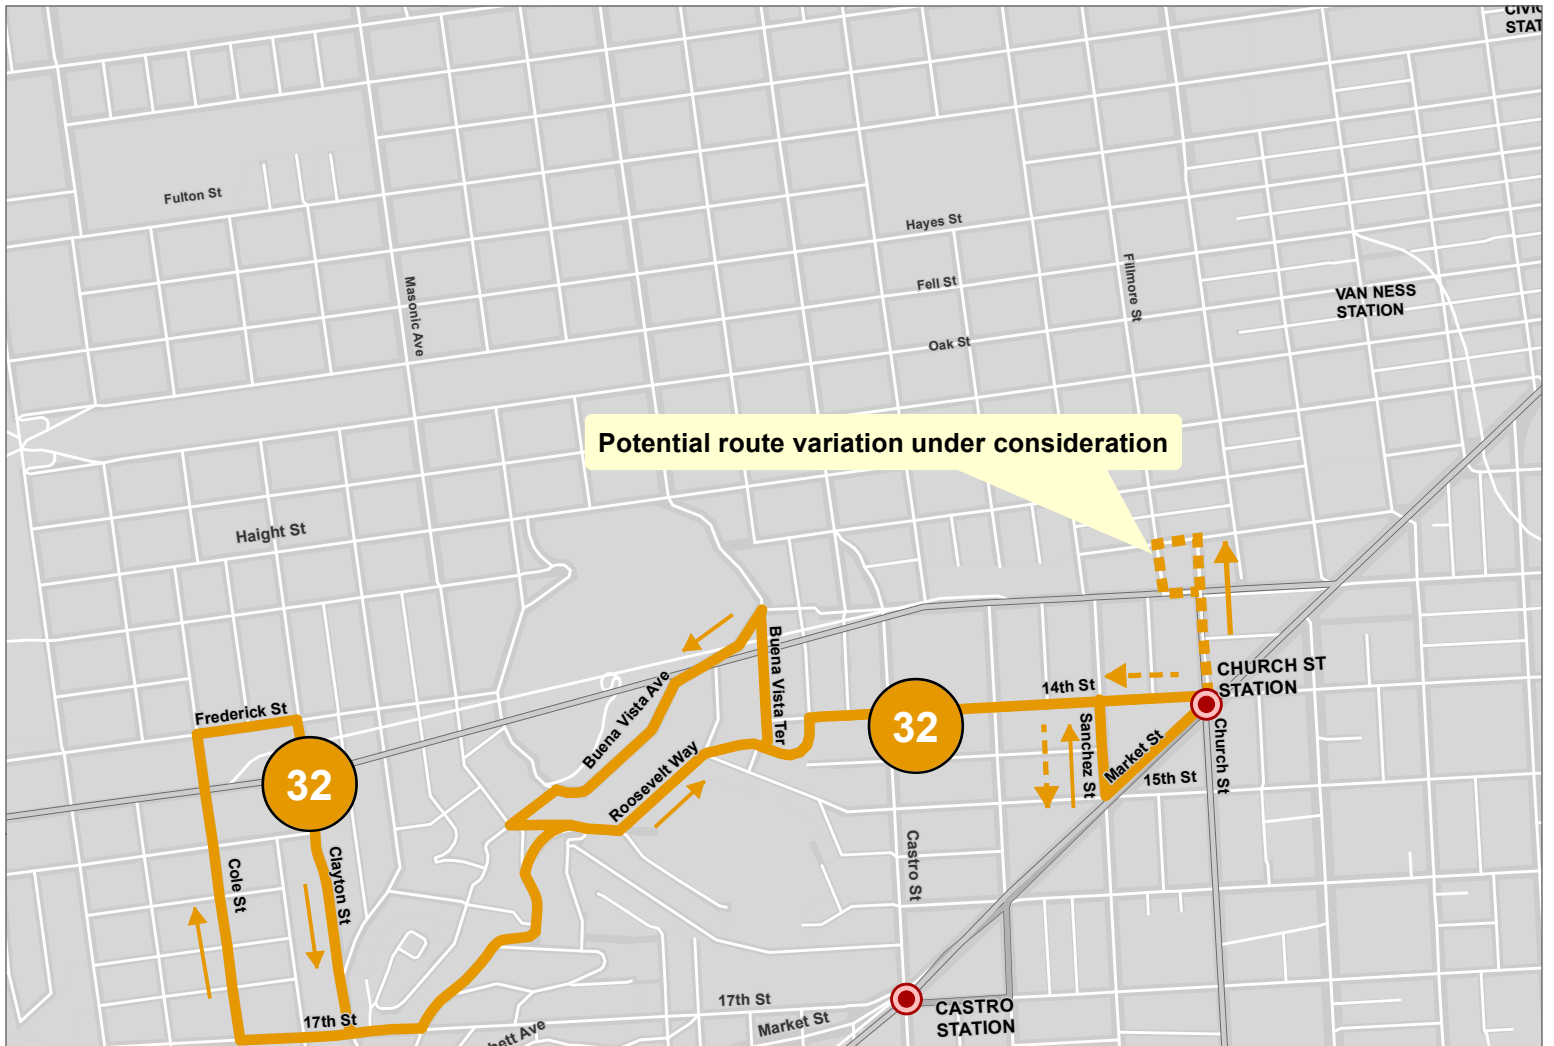 Fulton St
Hayes St
Masonic Ave
Fell St
Fillmore St
VAN NESS
STATION
Oak St
Potential route variation under consideration
Haight St
Buena Vista Ter
CHURCH ST
STATION
14th St
Frederick St
Buena Vista Ave
32
Sanchez St
Market St
Church St
15th St
Roosevelt Way
32
Cole St
Clayton St
Castro St
17th St
17th St
Market St
CASTRO
STATION